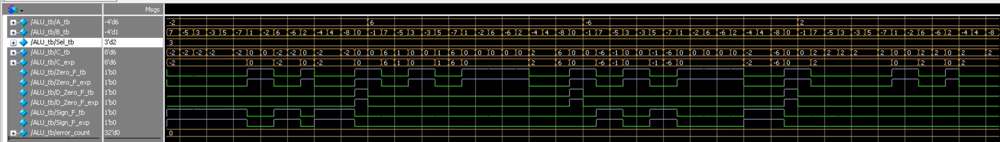 Msgs
/ALU_tb/A_tb -4'd6 -2 6 -6 2
/ALU_tb/B_tb -4'd1 7 -5 3 -3 5 -7 1 -2 6 -6 2 -4 4 -8 0 -1 7 -5 3 -3 5 -7 1 -2 6 -6 2 -4 4 -8 0 -1 7 -5 3 -3 5 -7 1 -2 6 -6 2 -4 4 -8 0 -1 7 -5 3 -3 5 -7 1 -2 6 -6 2 -4 4 -8
/ALU_tb/Sel_tb 3'd2 3
/ALU_tb/C_tb 8'd6 -2 -2 -2 -2 -2 0 0 -2 -2 0 -2 -2 0 0 6 1 0 0 1 6 0 0 0 0 0 2 6 0 0 -6 -1 0 0 -1 -6 0 0 0 0 0 -2 -6 0 0 2 2 2 2 2 0 0 2 2 0 2 2
/ALU_tb/C_exp 8'd6 -2 0 -2 0 -2 0 6 1 0 1 6 0 2 6 0 -6 -1 0 -1 -6 0 -2 -6 0 2 0 2 0 2
/ALU_tb/Zero_F_tb 1'b0
/ALU_tb/Zero_F_exp 1'b0
/ALU_tb/D_Zero_F_tb 1'b0
/ALU_tb/D_Zero_F_exp 1'b0
/ALU_tb/Sign_F_tb 1'b0
/ALU_tb/Sign_F_exp 1'b0
/ALU_tb/error_count 32'd0 0